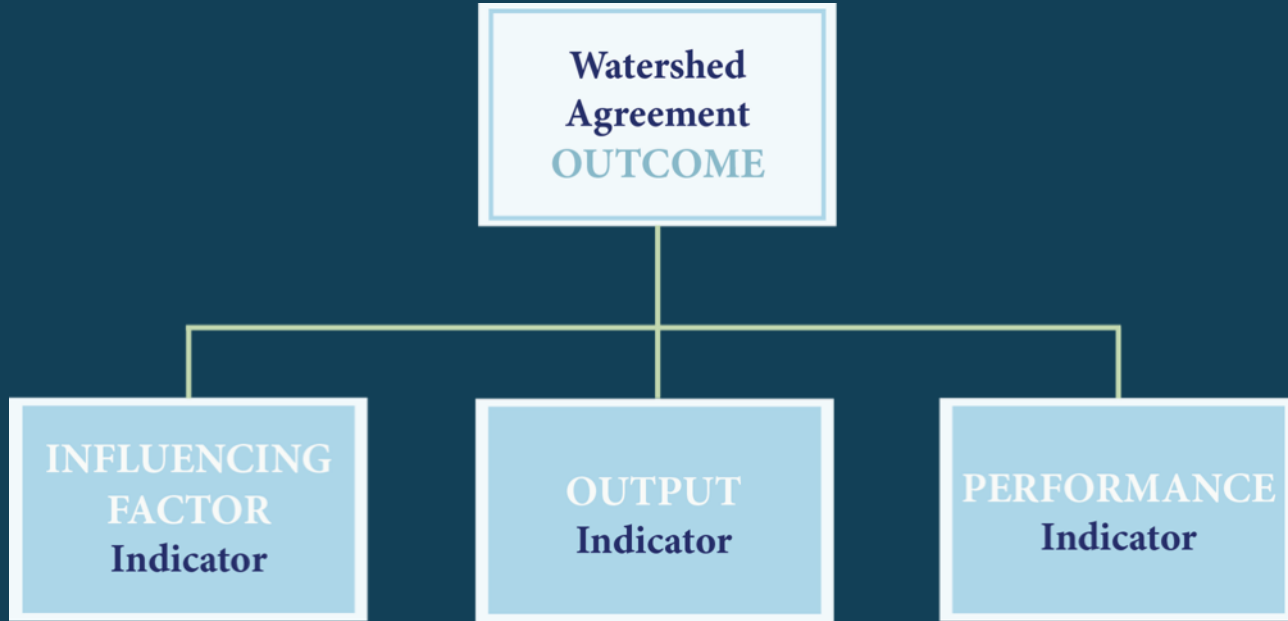 Watershed
Agreement
OUTCOME
INFLUENCING
FACTOR
Indicator
OUTPUT
Indicator
PERFORMANCE
Indicator